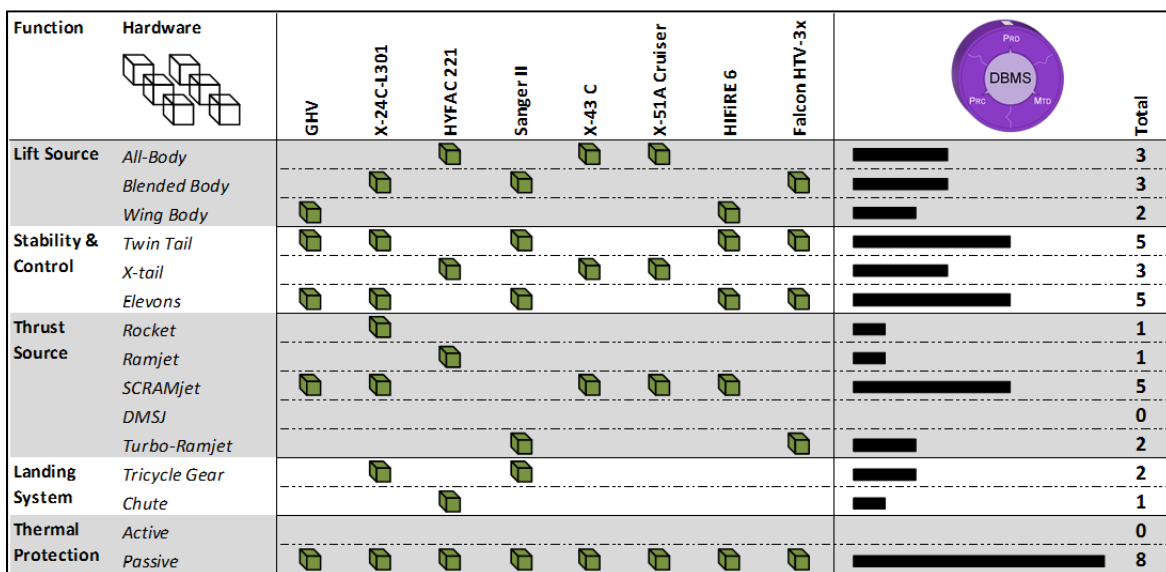 Function Hardware
GHV
X-24C-L301
HYFAC 221
Sanger II
X-43 C
X-51A Cruiser
HIFiRE 6
Falcon HTV-3x
PRD
DBMS
PRC MTD
Total
Lift Source All-Body 3
Blended Body 3
Wing Body 2
Stability & Twin Tail 5
Control X-tail 3
Elevons 5
Thrust Rocket 1
Source Ramjet 1
SCRAMjet 5
DMSJ 0
Turbo-Ramjet 2
Landing Tricycle Gear 2
System Chute 1
Thermal Active 0
Protection Passive 8